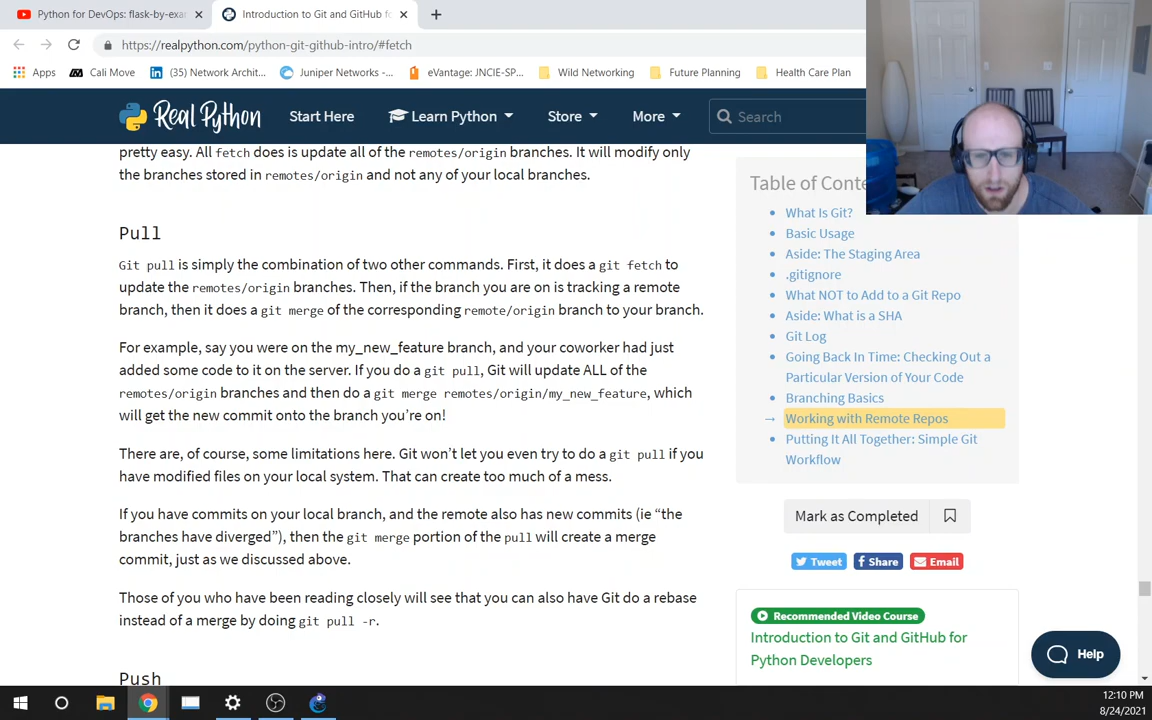 Python for DevOps: flask-by-exa
Introduction to Git and GitHub f
https://realpython.com/python-git-github-intro/#fetch
Apps
Cali Move
(35) Network Archit...
Juniper Networks -...
eVantage: JNCIE-SP...
Wild Networking
Future Planning
Health Care Plan
Real Python
Start Here
Learn Python
Store
More
Search
pretty easy. All fetch does is update all of the remotes/origin branches. It will modify only
the branches stored in remotes/origin and not any of your local branches.
Pull
Git pull is simply the combination of two other commands. First, it does a git fetch to
update the remotes/origin branches. Then, if the branch you are on is tracking a remote
branch, then it does a git merge of the corresponding remote/origin branch to your branch.
For example, say you were on the my_new_feature branch, and your coworker had just
added some code to it on the server. If you do a git pull, Git will update ALL of the
remotes/origin branches and then do a git merge remotes/origin/my_new_feature, which
will get the new commit onto the branch you're on!
There are, of course, some limitations here. Git won't let you even try to do a git pull if you
have modified files on your local system. That can create too much of a mess.
If you have commits on your local branch, and the remote also has new commits (ie "the
branches have diverged"), then the git merge portion of the pull will create a merge
commit, just as we discussed above.
Those of you who have been reading closely will see that you can also have Git do a rebase
instead of a merge by doing git pull -r.
Push
Table of Conte
What Is Git?
Basic Usage
Aside: The Staging Area
.gitignore
What NOT to Add to a Git Repo
Aside: What is a SHA
Git Log
Going Back In Time: Checking Out a
Particular Version of Your Code
Branching Basics
→ Working with Remote Repos
Putting It All Together: Simple Git
Workflow
Mark as Completed
Tweet
Share
Email
Recommended Video Course
Introduction to Git and GitHub for
Python Developers
Help
12:10 PM
8/24/2021